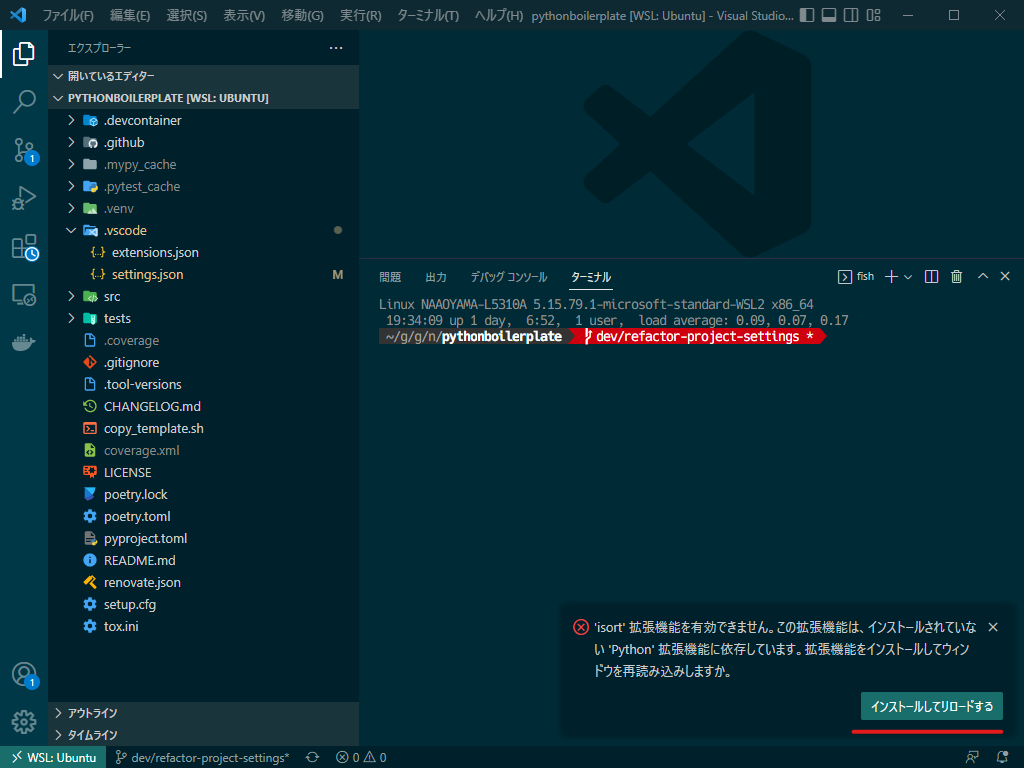 ファイル(F) 編集(E) 選択(S) 表示(V) 移動(G) 実行(R) ターミナル(T) ヘルプ(H) pythonboilerplate [WSL: Ubuntu] - Visual Studio...
エクスプローラー
開いているエディター
PYTHONBOILERPLATE [WSL: UBUNTU]
.devcontainer
.github
.mypy_cache
.pytest_cache
.venv
.vscode
{..} extensions.json
{..} settings.json M
src
tests
.coverage
.gitignore
.tool-versions
CHANGELOG.md
copy_template.sh
coverage.xml
LICENSE
poetry.lock
poetry.toml
pyproject.toml
README.md
renovate.json
setup.cfg
tox.ini
アウトライン
タイムライン
1
1
問題 出力 デバッグ コンソール ターミナル fish
Linux NAAOYAMA-L5310A 5.15.79.1-microsoft-standard-WSL2 x86_64
19:34:09 up 1 day, 6:52, 1 user, load average: 0.09, 0.07, 0.17
~/g/g/n/pythonboilerplate dev/refactor-project-settings *
'isort' 拡張機能を有効できません。この拡張機能は、インストールされていな
い 'Python' 拡張機能に依存しています。拡張機能をインストールしてウィン
ドウを再読み込みしますか。
インストールしてリロードする
WSL: Ubuntu dev/refactor-project-settings* 0 0